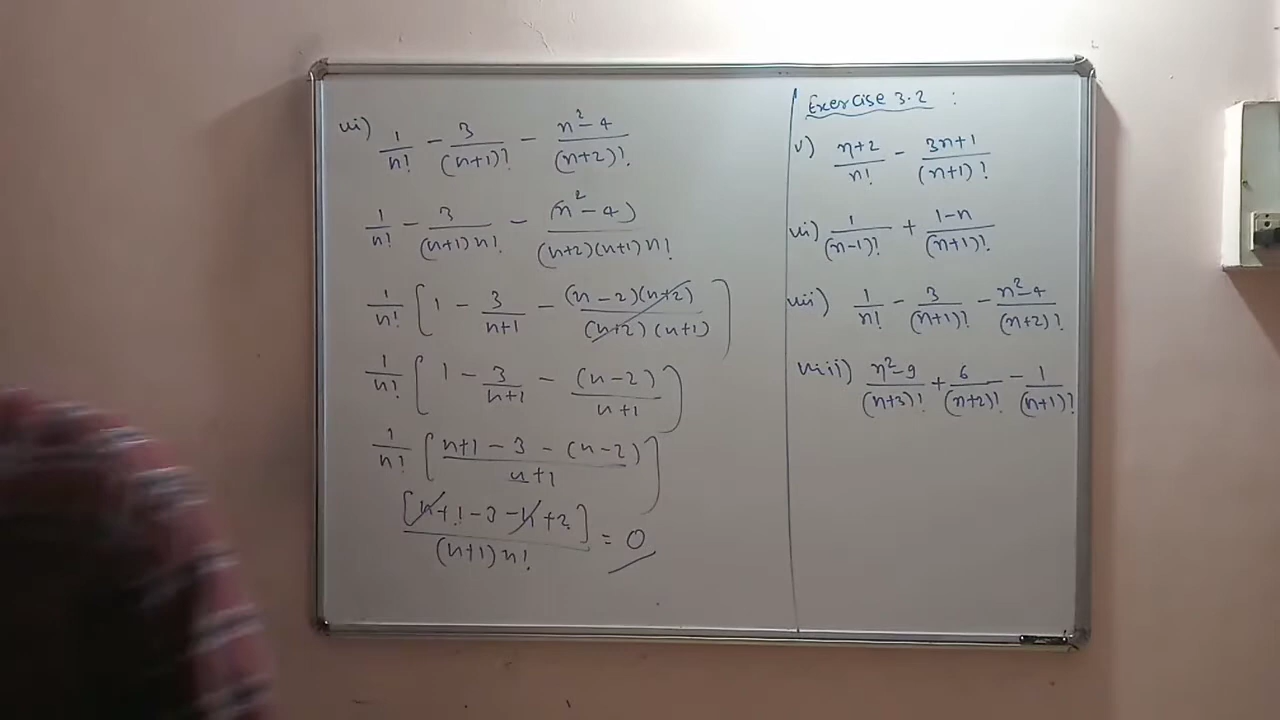 vii) 1/n! - 3/(n+1)! - n²-4/(n+2)!
1/n! - 3/(n+1) n! - (n²-4)/(n+2)(n+1) n!
1/n! [ 1 - 3/n+1 - (n-2)(n+2)/(n+2)(n+1) ]
1/n! [ 1 - 3/n+1 - (n-2)/n+1 ]
1/n! [ n+1 - 3 - (n-2)/n+1 ]
[n+1-3-n+2]/(n+1) n! = 0
Exercise 3.2 :
v) n+2/n! - 3n+1/(n+1)!
vi) 1/(n-1)! + 1-n/(n+1)!
vii) 1/n! - 3/(n+1)! - n²-4/(n+2)!
viii) n²-9/(n+3)! + 6/(n+2)! - 1/(n+1)!